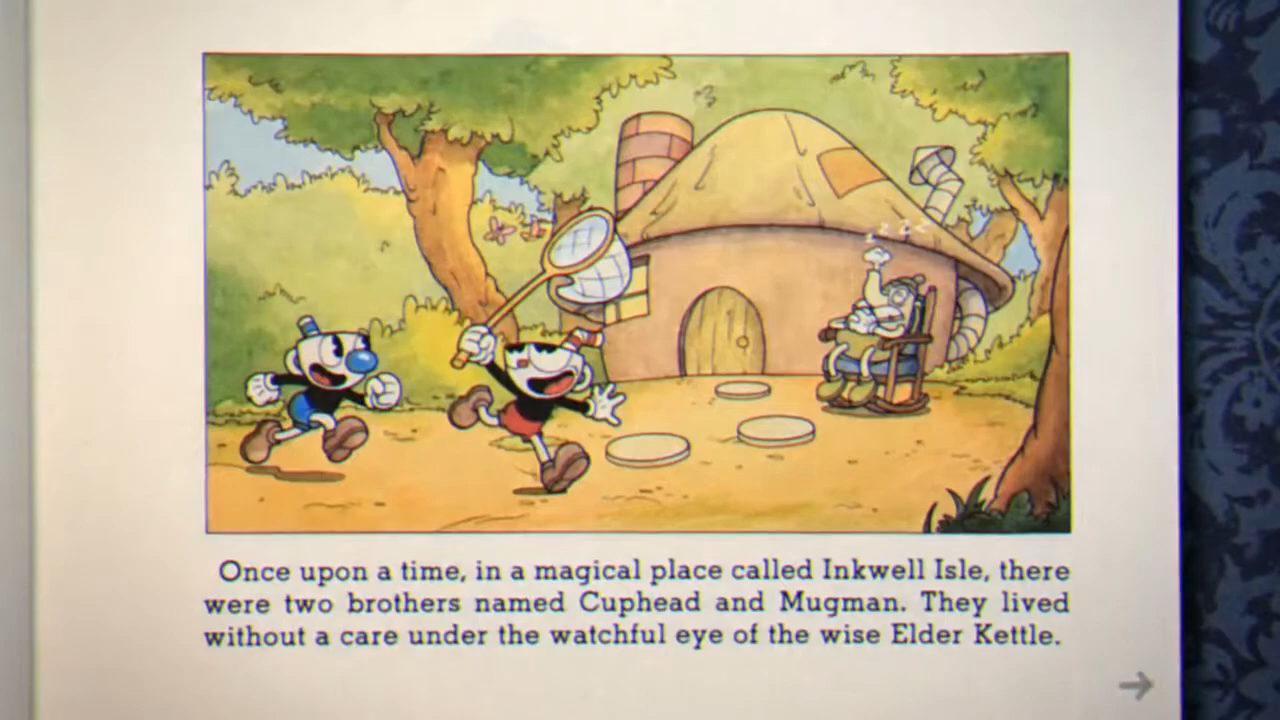 z z z z
Once upon a time, in a magical place called Inkwell Isle, there
were two brothers named Cuphead and Mugman. They lived
without a care under the watchful eye of the wise Elder Kettle.